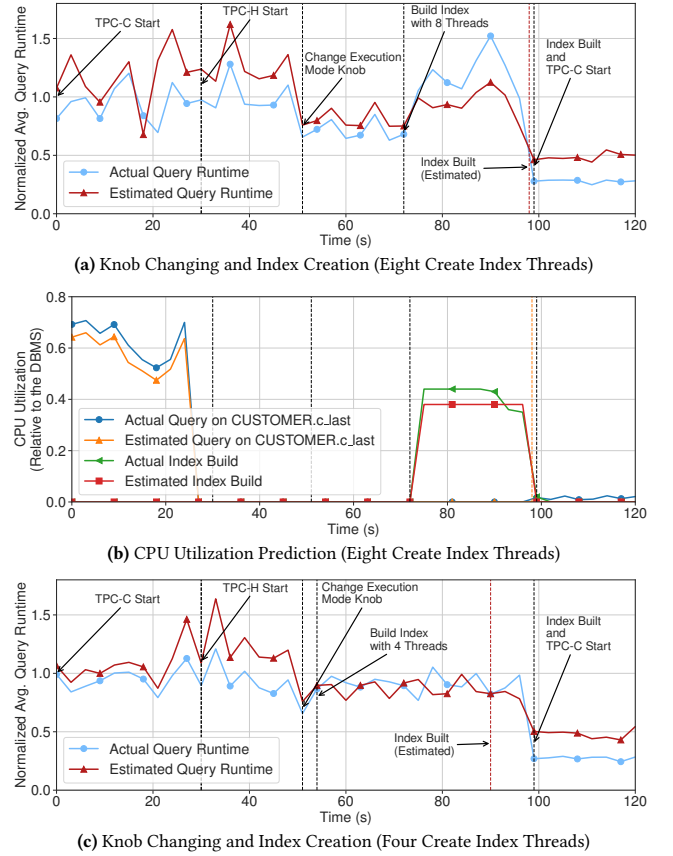 TPC-C Start
TPC-H Start
Change Execution
Mode Knob
Build Index
with 8 Threads
Index Built
and
TPC-C Start
Index Built
(Estimated)
Normalized Avg. Query Runtime
1.5
1.0
0.5
0.0
Actual Query Runtime
Estimated Query Runtime
0 20 40 60 80 100 120
Time (s)
(a) Knob Changing and Index Creation (Eight Create Index Threads)
CPU Utilization
(Relative to the DBMS)
0.8
0.6
0.4
0.2
0.0
Actual Query on CUSTOMER.c_last
Estimated Query on CUSTOMER.c_last
Actual Index Build
Estimated Index Build
0 20 40 60 80 100 120
Time (s)
(b) CPU Utilization Prediction (Eight Create Index Threads)
TPC-C Start
TPC-H Start
Change Execution
Mode Knob
Build Index
with 4 Threads
Index Built
and
TPC-C Start
Index Built
(Estimated)
Normalized Avg. Query Runtime
1.5
1.0
0.5
0.0
Actual Query Runtime
Estimated Query Runtime
0 20 40 60 80 100 120
Time (s)
(c) Knob Changing and Index Creation (Four Create Index Threads)